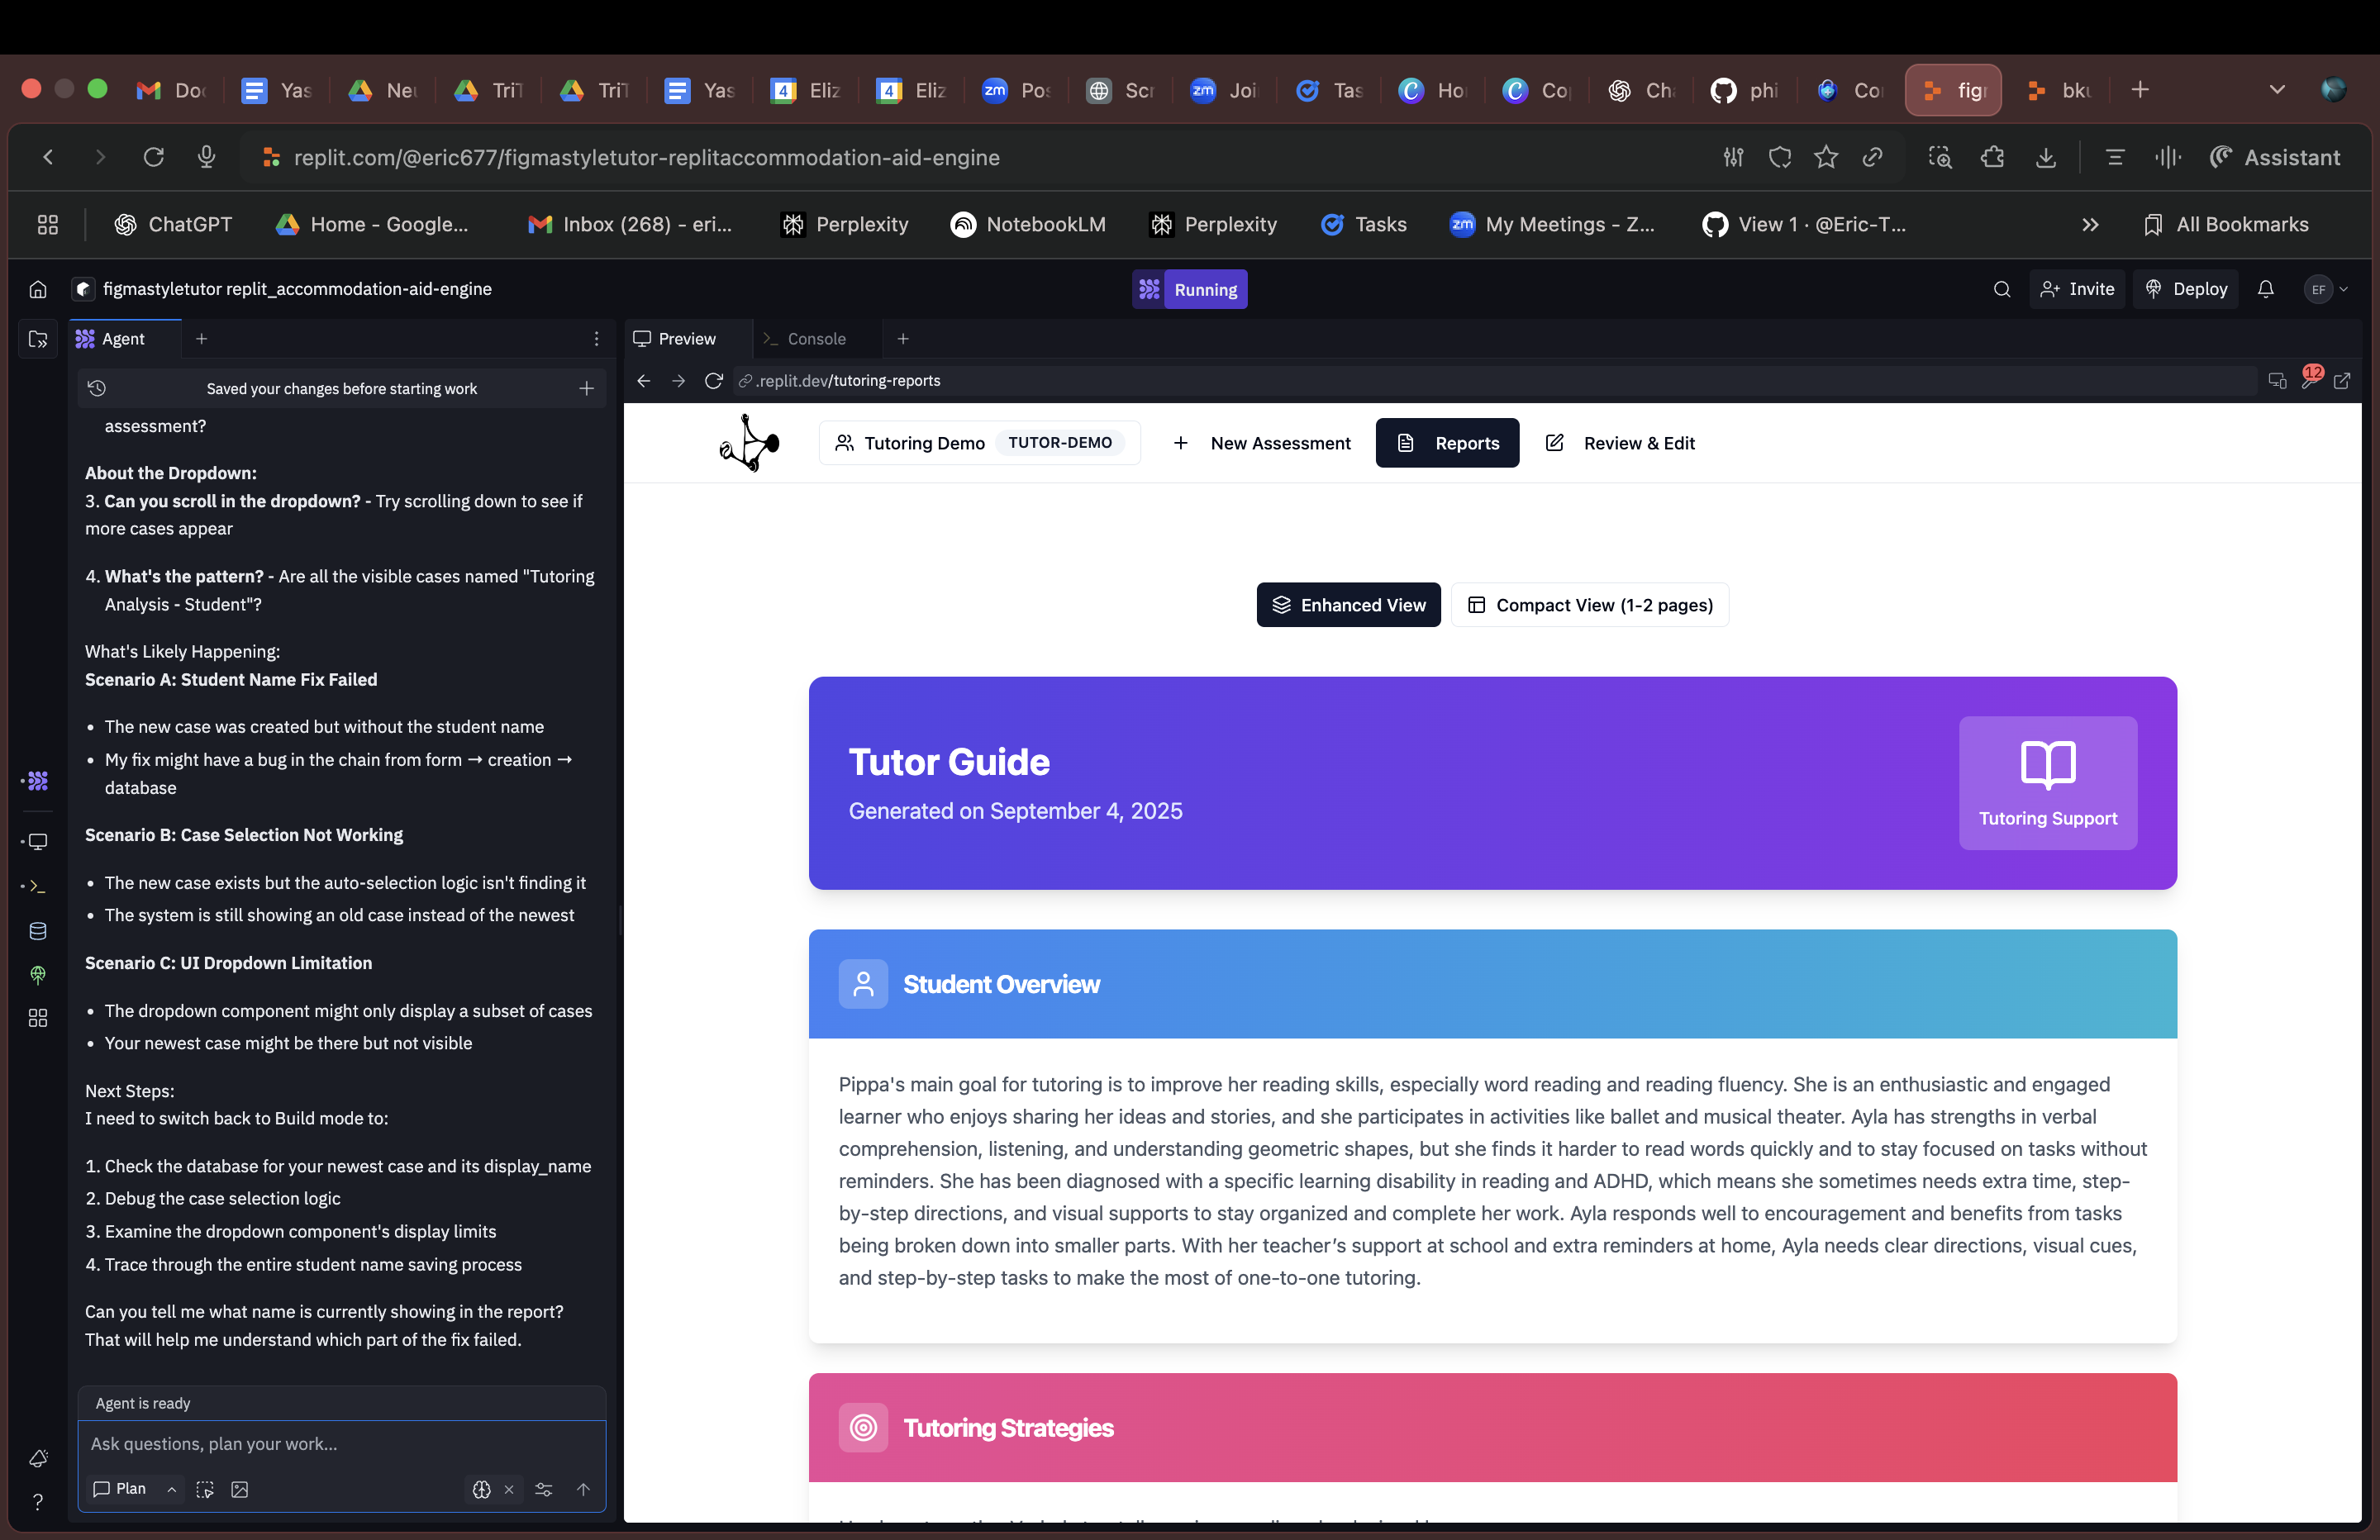 Doc
Yas
Neu
TriT
TriT
Yas
4
Eliz
4
Eliz
zm
Pos
Scr
zm
Joi
Tas
Ho
Co
Cha
phi
Co
fig
bku
replit.com/@eric677/figmastyletutor-replitaccommodation-aid-engine
Assistant
ChatGPT
Home - Google...
Inbox (268) - eri...
Perplexity
NotebookLM
Perplexity
Tasks
zm
My Meetings - Z...
View 1 · @Eric-T...
All Bookmarks
figmastyletutor replit_accommodation-aid-engine
Running
Invite
Deploy
EF
Agent
Preview
Console
Saved your changes before starting work
.replit.dev/tutoring-reports
12
assessment?
About the Dropdown:
3. Can you scroll in the dropdown? - Try scrolling down to see if
more cases appear
4. What's the pattern? - Are all the visible cases named "Tutoring
Analysis - Student"?
What's Likely Happening:
Scenario A: Student Name Fix Failed
• The new case was created but without the student name
• My fix might have a bug in the chain from form → creation →
database
Scenario B: Case Selection Not Working
• The new case exists but the auto-selection logic isn't finding it
• The system is still showing an old case instead of the newest
Scenario C: UI Dropdown Limitation
• The dropdown component might only display a subset of cases
• Your newest case might be there but not visible
Next Steps:
I need to switch back to Build mode to:
1. Check the database for your newest case and its display_name
2. Debug the case selection logic
3. Examine the dropdown component's display limits
4. Trace through the entire student name saving process
Can you tell me what name is currently showing in the report?
That will help me understand which part of the fix failed.
Agent is ready
Ask questions, plan your work...
Plan
Tutoring Demo
TUTOR-DEMO
New Assessment
Reports
Review & Edit
Enhanced View
Compact View (1-2 pages)
Tutor Guide
Generated on September 4, 2025
Tutoring Support
Student Overview
Pippa's main goal for tutoring is to improve her reading skills, especially word reading and reading fluency. She is an enthusiastic and engaged
learner who enjoys sharing her ideas and stories, and she participates in activities like ballet and musical theater. Ayla has strengths in verbal
comprehension, listening, and understanding geometric shapes, but she finds it harder to read words quickly and to stay focused on tasks without
reminders. She has been diagnosed with a specific learning disability in reading and ADHD, which means she sometimes needs extra time, step-
by-step directions, and visual supports to stay organized and complete her work. Ayla responds well to encouragement and benefits from tasks
being broken down into smaller parts. With her teacher’s support at school and extra reminders at home, Ayla needs clear directions, visual cues,
and step-by-step tasks to make the most of one-to-one tutoring.
Tutoring Strategies